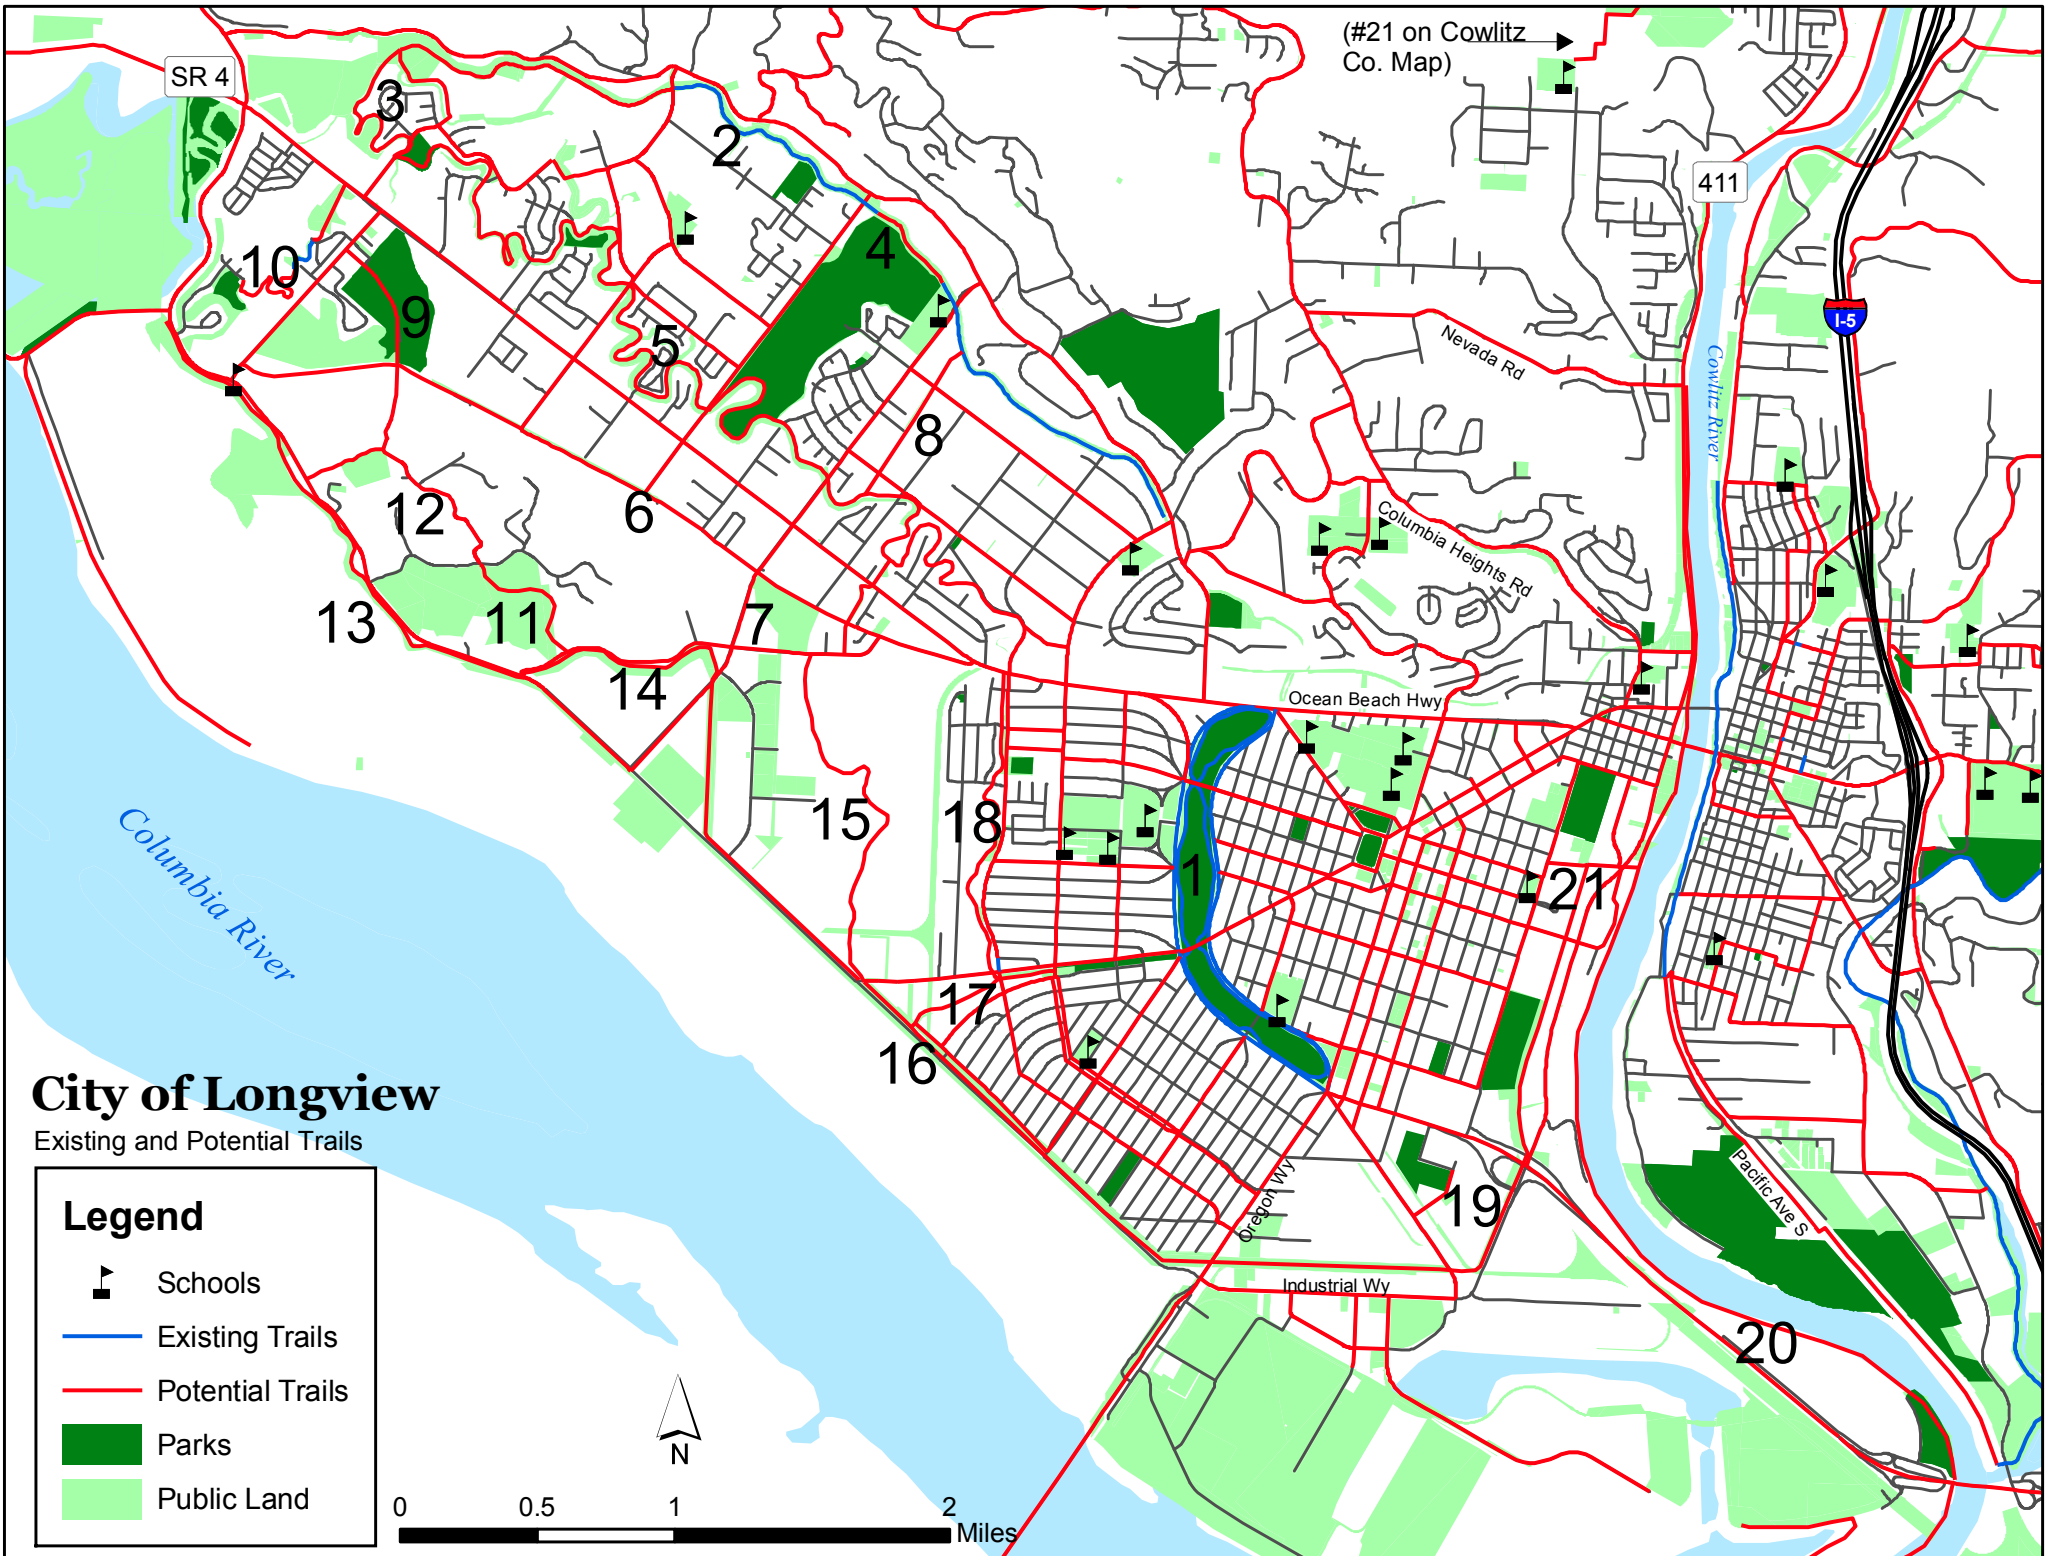 (#21 on Cowlitz
Co. Map)
SR 4
3
2
411
4
10
9
I-5
5
Nevada Rd
Cowlitz River
8
12
6
Columbia Heights Rd
13
11
7
14
Ocean Beach Hwy
15
18
1
21
Columbia River
17
16
City of Longview
Existing and Potential Trails
19
Oregon Wy
Pacific Ave S
Industrial Wy
20
Legend
Schools
Existing Trails
Potential Trails
Parks
Public Land
N
0 0.5 1 2
Miles